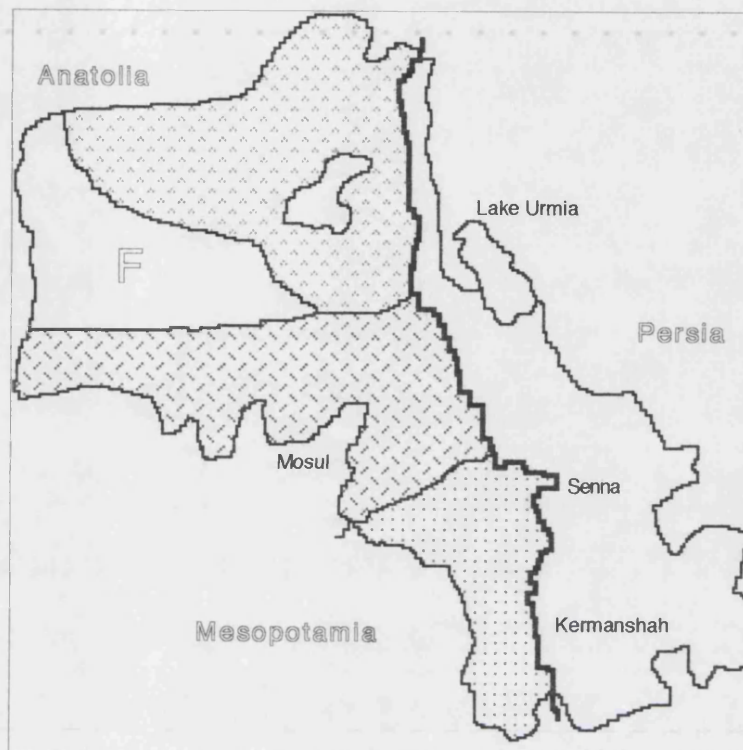 Anatolia
Lake Urmia
F
Persia
Mosul
Senna
Kermanshah
Mesopotamia